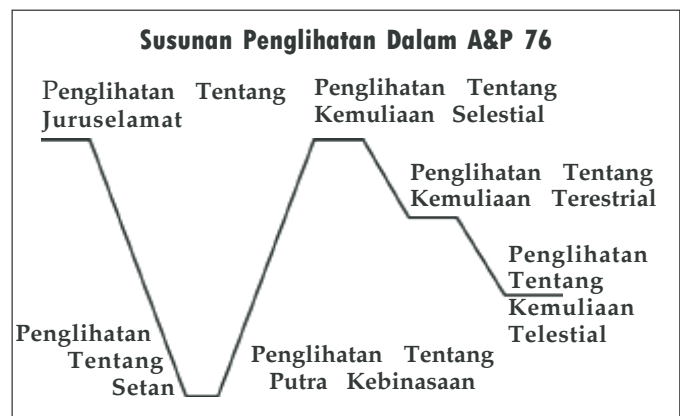 Susunan Penglihatan Dalam A&P 76
Penglihatan Tentang
Juruselamat
Penglihatan Tentang
Kemuliaan Selestial
Penglihatan Tentang
Kemuliaan Terestrial
Penglihatan
Tentang
Kemuliaan
Telestial
Penglihatan
Tentang
Setan
Penglihatan Tentang
Putra Kebinasaan